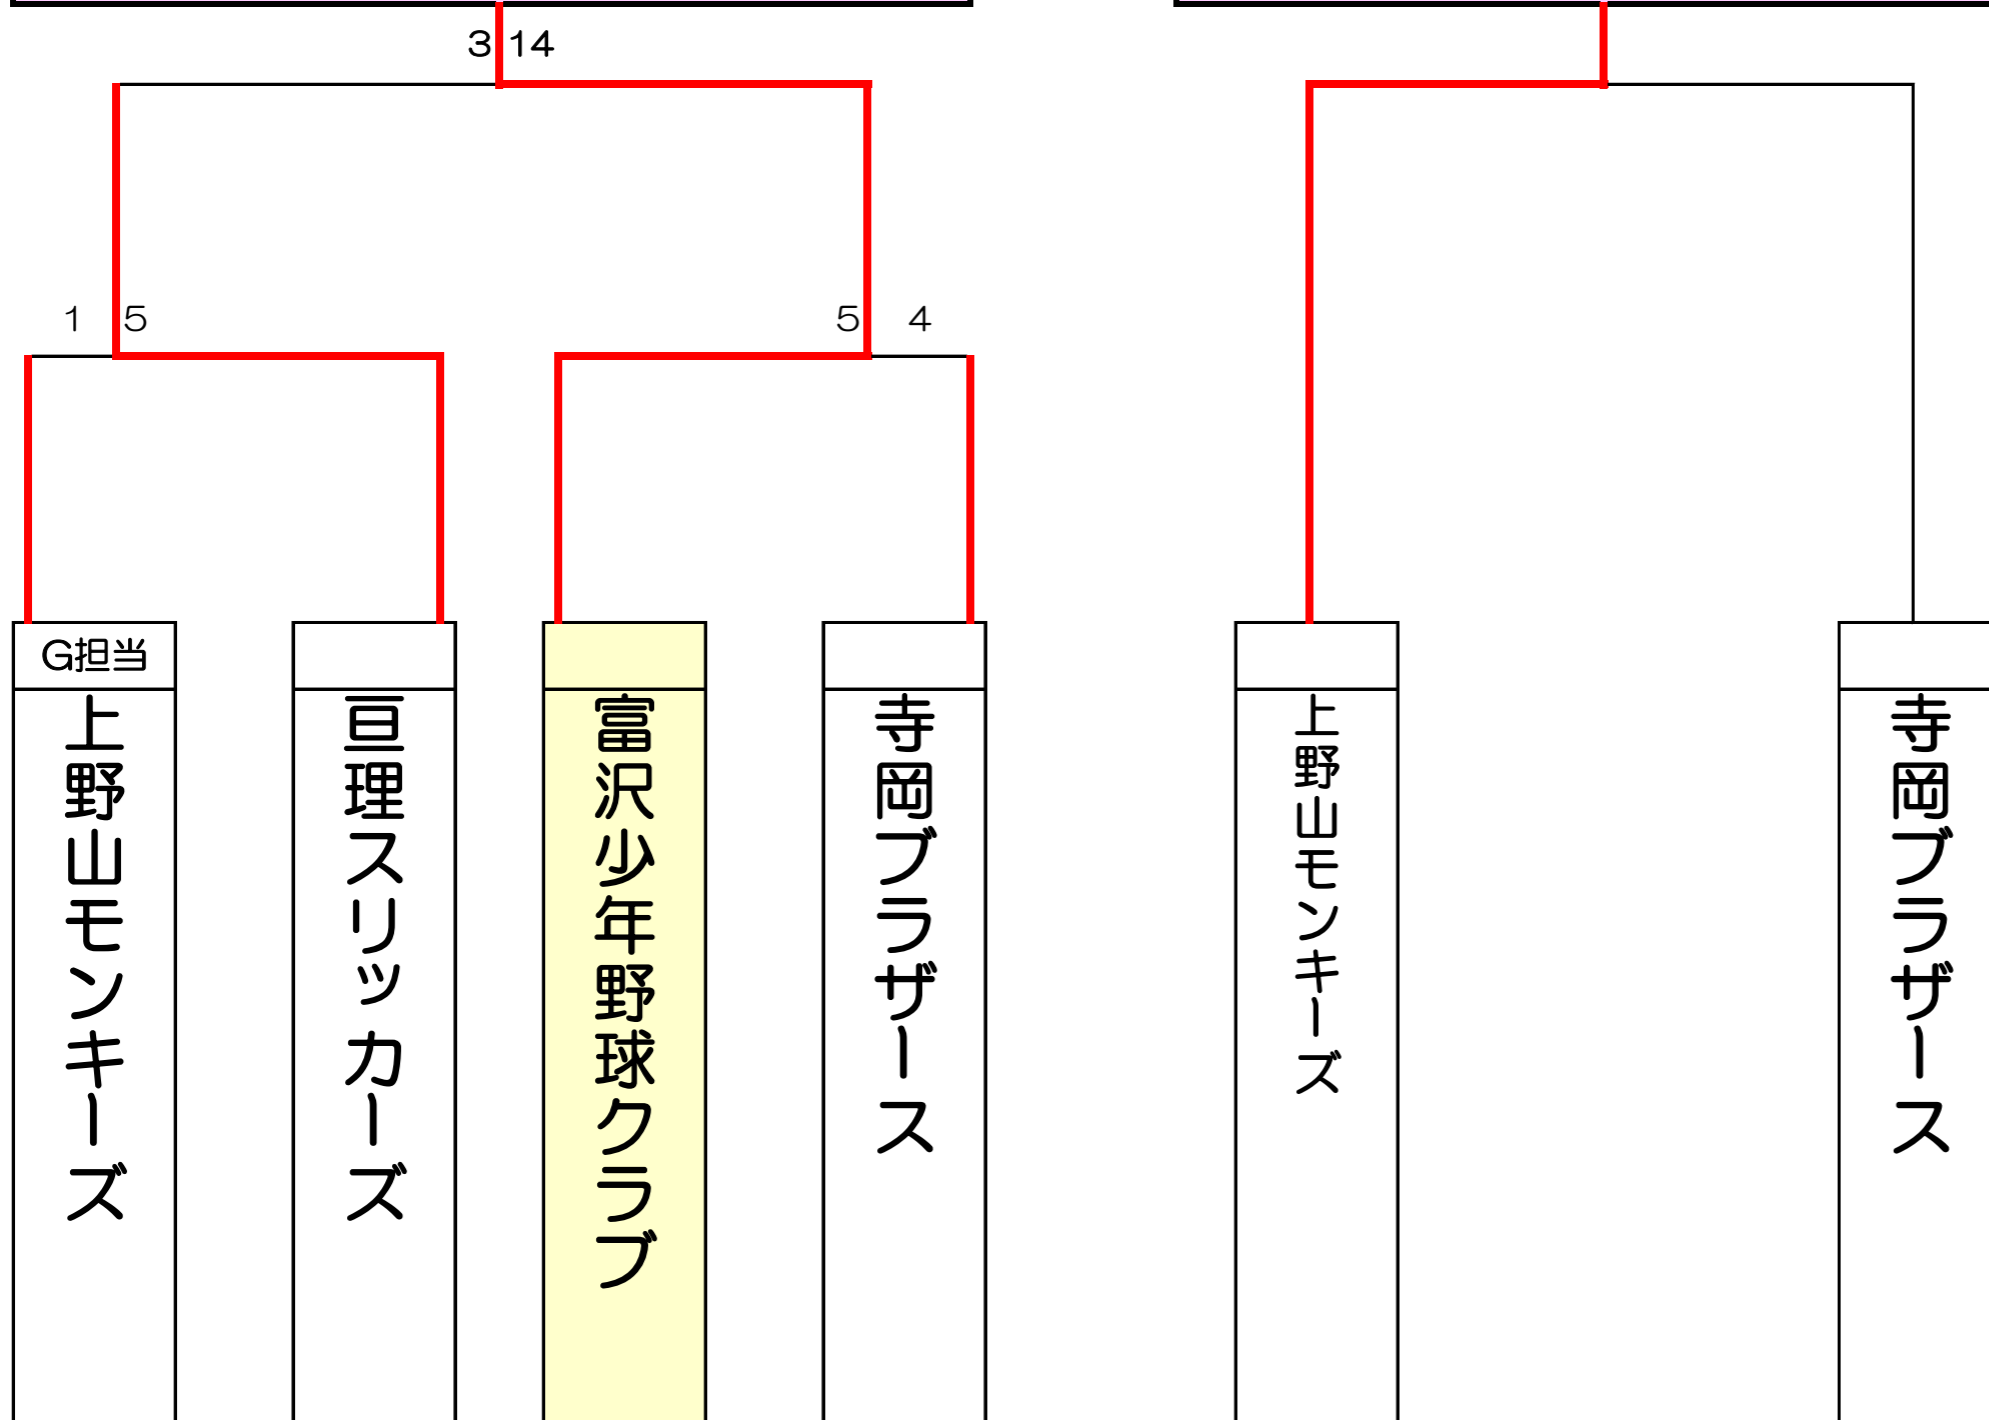 3 14
1 5
5 4
G担当
上野山モンキーズ
亘理スリッカーズ
富沢少年野球クラブ
寺岡ブラザース
上野山モンキーズ
寺岡ブラザース